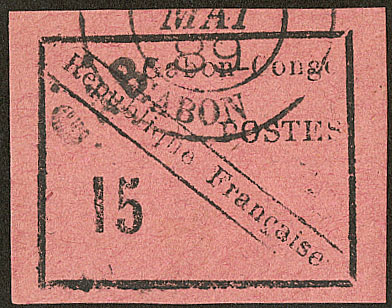 MAI
89
Gabon-Congo
GABON
POSTES
République Française
15